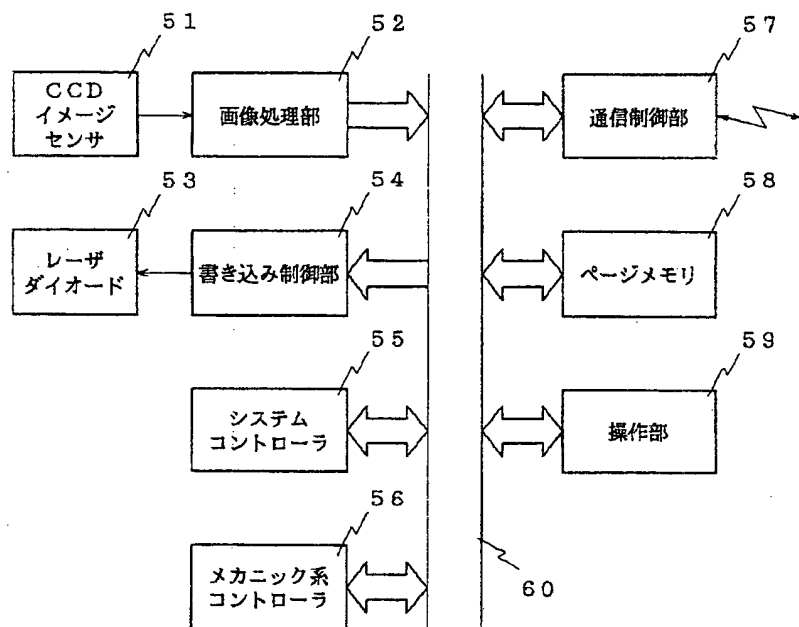 51
52
57
CCD
イメージ
センサ
画像処理部
通信制御部
53
54
58
レーザ
ダイオード
書き込み制御部
ページメモリ
55
59
システム
コントローラ
操作部
56
メカニック系
コントローラ
60